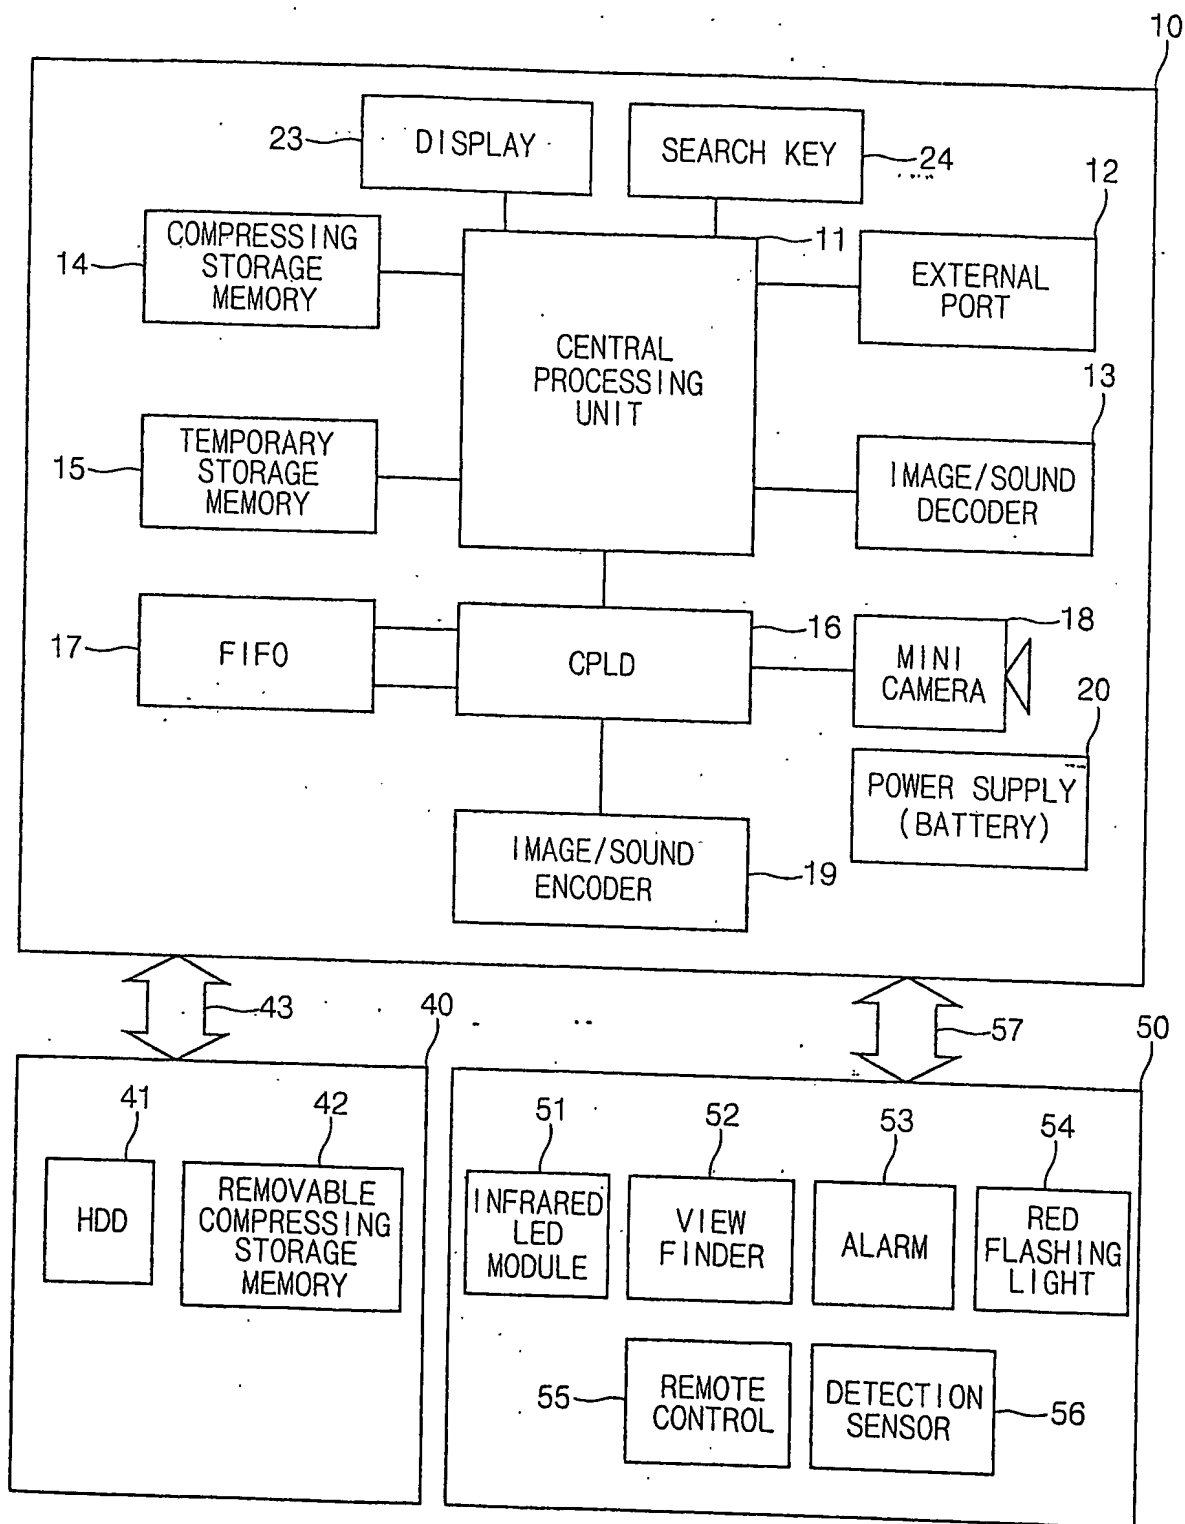 10
23
DISPLAY
SEARCH KEY
24
12
14
COMPRESSING
STORAGE
MEMORY
11
EXTERNAL
PORT
CENTRAL
PROCESSING
UNIT
13
15
TEMPORARY
STORAGE
MEMORY
IMAGE/SOUND
DECODER
17
FIFO
CPLD
16
MINI
CAMERA
18
20
POWER SUPPLY
(BATTERY)
IMAGE/SOUND
ENCODER
19
43
40
57
50
41
42
HDD
REMOVABLE
COMPRESSING
STORAGE
MEMORY
51
52
53
54
INFRARED
LED
MODULE
VIEW
FINDER
ALARM
RED
FLASHING
LIGHT
55
REMOTE
CONTROL
DETECTION
SENSOR
56